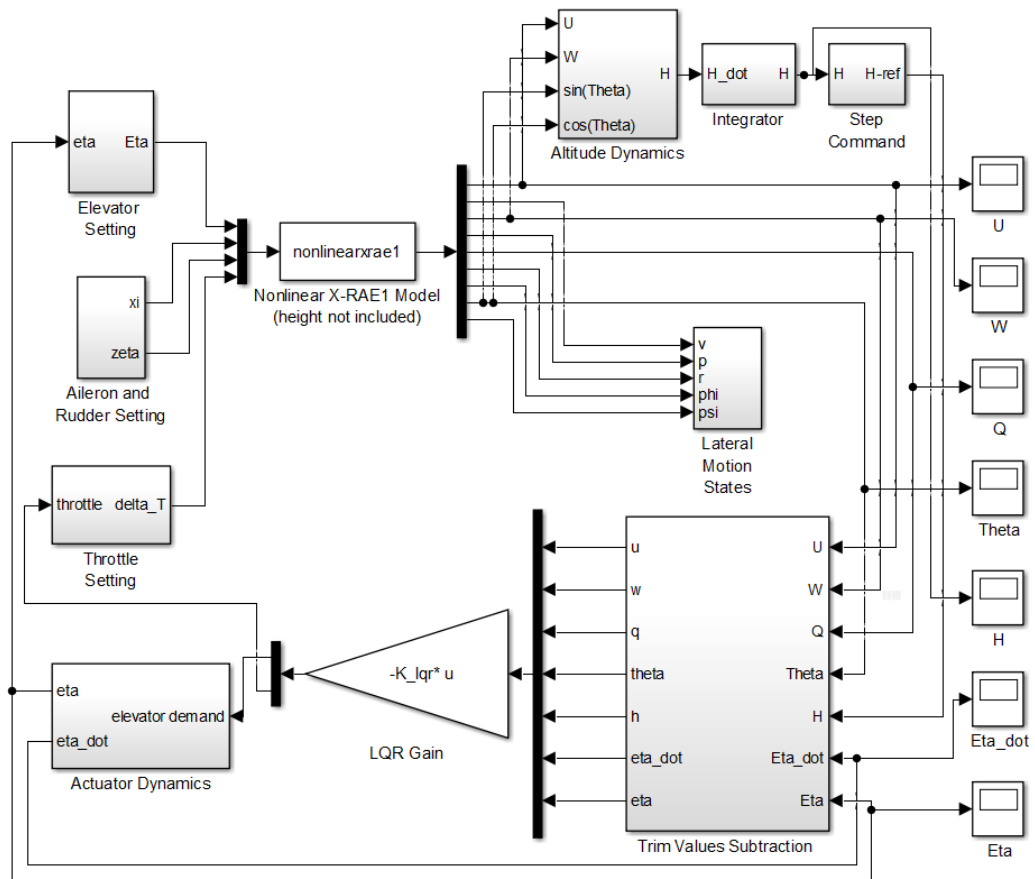 U
W
sin(Theta)
cos(Theta)
H
Altitude Dynamics
H_dot
H
Integrator
H
H-ref
Step
Command
eta
Eta
Elevator
Setting
xi
zeta
Aileron and
Rudder Setting
nonlinearxrae1
Nonlinear X-RAE1 Model
(height not included)
v
p
r
phi
psi
Lateral
Motion
States
U
W
Q
Theta
H
Eta_dot
Eta
throttle
delta_T
Throttle
Setting
eta
elevator demand
eta_dot
Actuator Dynamics
-K_lqr* u
LQR Gain
u
U
w
W
q
Q
theta
Theta
h
H
eta_dot
Eta_dot
eta
Eta
Trim Values Subtraction